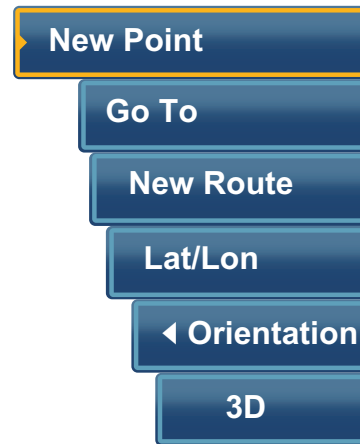 New Point
Go To
New Route
Lat/Lon
Orientation
3D